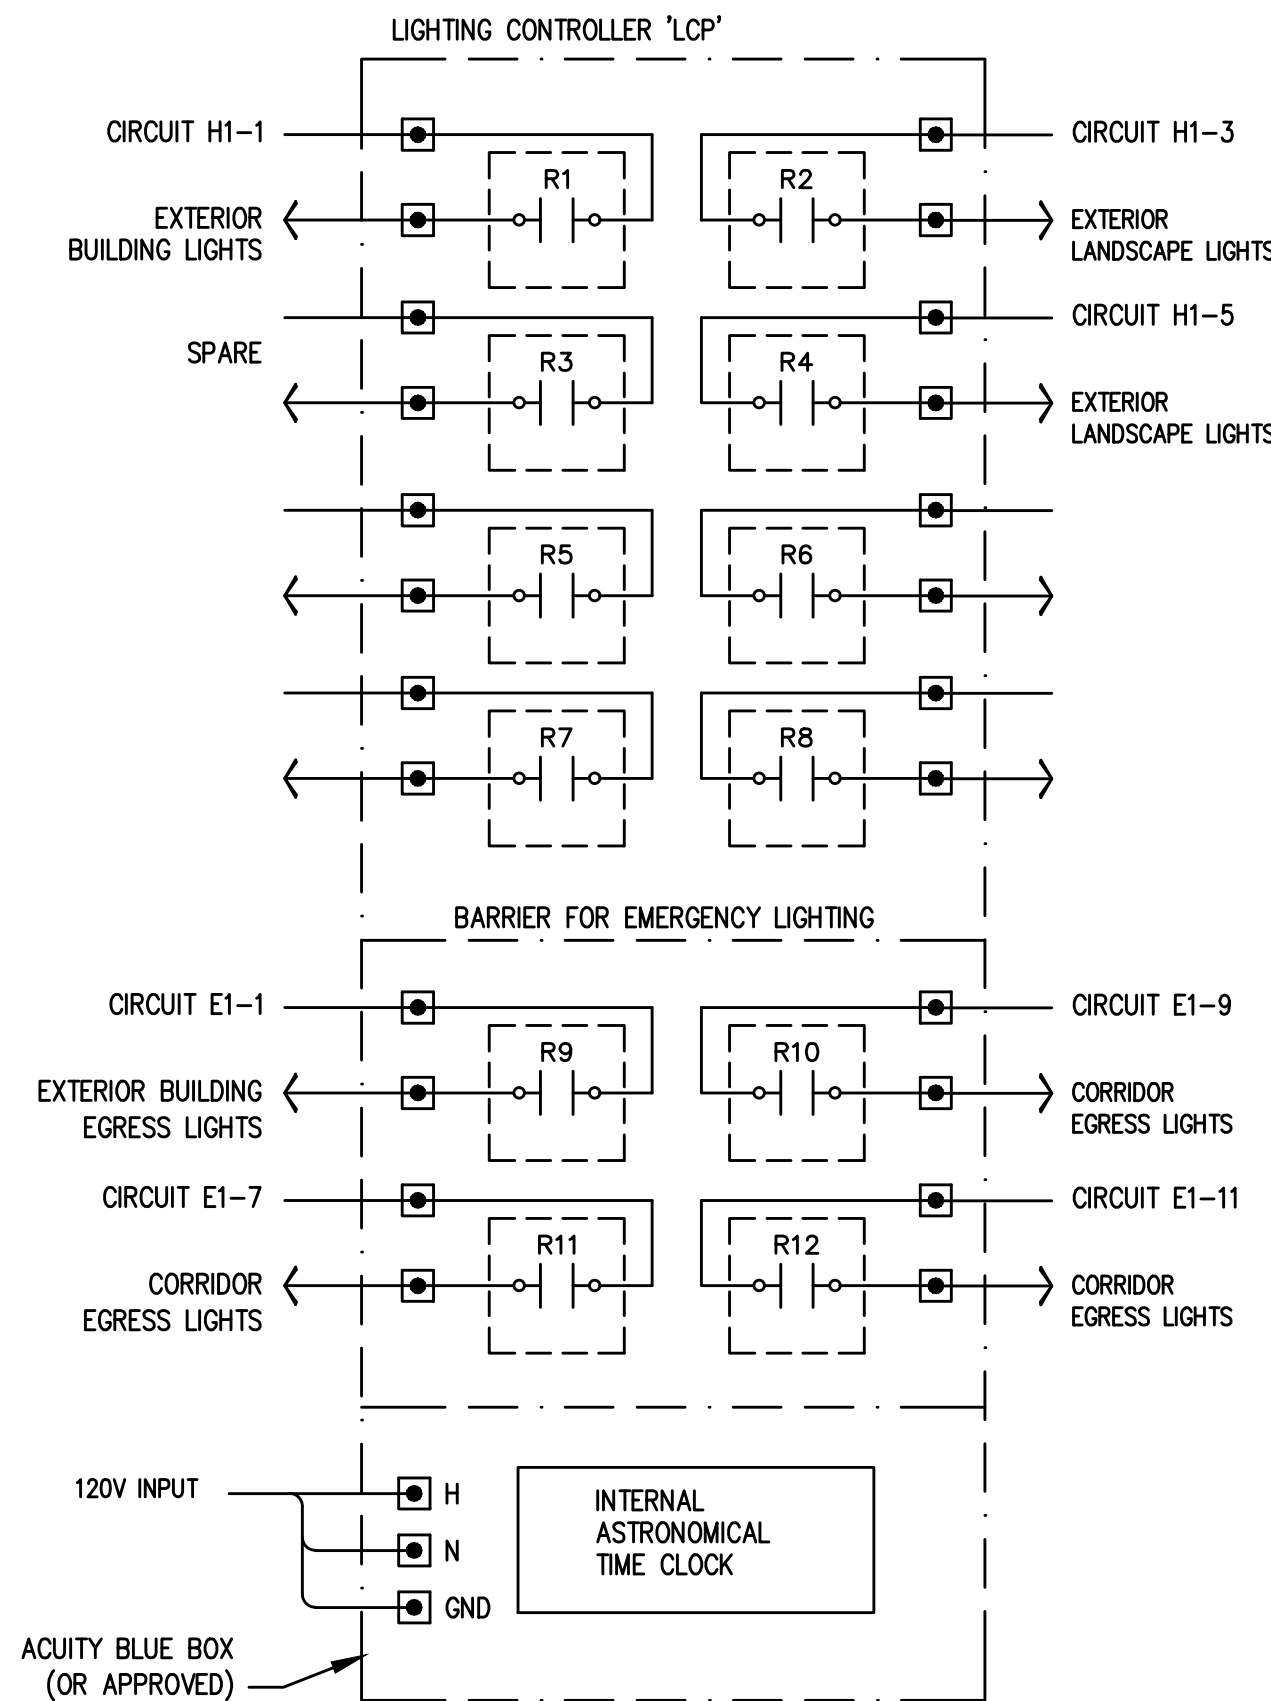 LIGHTING CONTROLLER 'LCP'
CIRCUIT H1-1
R1
EXTERIOR
BUILDING LIGHTS
CIRCUIT H1-3
R2
EXTERIOR
LANDSCAPE LIGHTS
SPARE
R3
CIRCUIT H1-5
R4
EXTERIOR
LANDSCAPE LIGHTS
R5
R6
R7
R8
BARRIER FOR EMERGENCY LIGHTING
CIRCUIT E1-1
R9
EXTERIOR BUILDING
EGRESS LIGHTS
CIRCUIT E1-9
R10
CORRIDOR
EGRESS LIGHTS
CIRCUIT E1-7
R11
CORRIDOR
EGRESS LIGHTS
CIRCUIT E1-11
R12
CORRIDOR
EGRESS LIGHTS
120V INPUT
H
N
GND
INTERNAL
ASTRONOMICAL
TIME CLOCK
ACUITY BLUE BOX
(OR APPROVED)